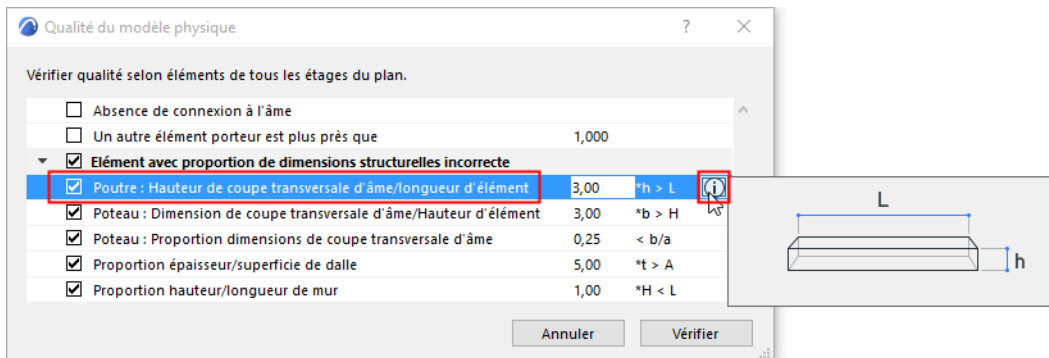 Qualité du modèle physique ? ×
Vérifier qualité selon éléments de tous les étages du plan.
Absence de connexion à l'âme
Un autre élément porteur est plus près que 1,000
Elément avec proportion de dimensions structurelles incorrecte
Poutre : Hauteur de coupe transversale d'âme/longueur d'élément 3,00 *h > L
Poteau : Dimension de coupe transversale d'âme/Hauteur d'élément 3,00 *b > H
Poteau : Proportion dimensions de coupe transversale d'âme 0,25 < b/a
Proportion épaisseur/superficie de dalle 5,00 *t > A
Proportion hauteur/longueur de mur 1,00 *H < L
Annuler Vérifier
L
h